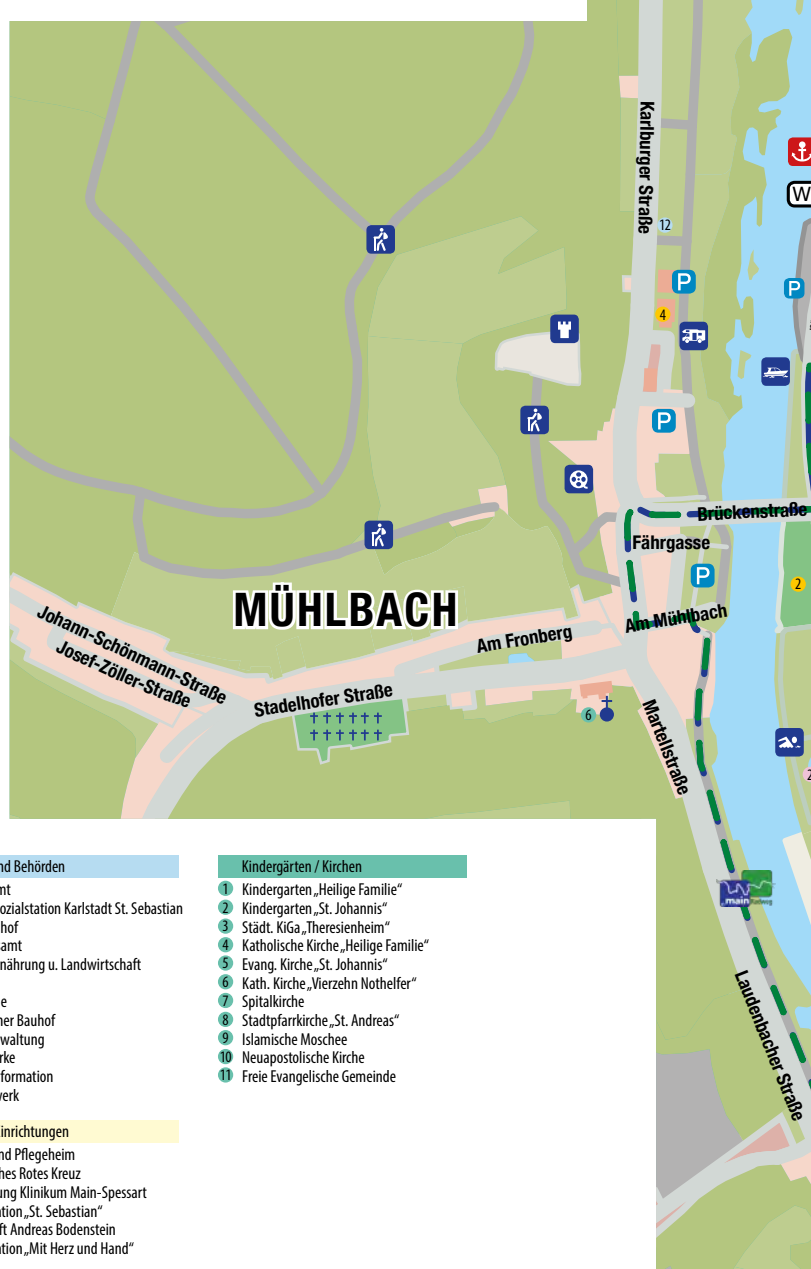 Karlburger Straße
12
W
P
P
4
P
Brückenstraße
Fährgasse
P
2
MÜHLBACH
Am Mühlbach
Am Fronberg
Johann-Schönmann-Straße
Josef-Zöller-Straße
Stadelhofer Straße
6
Martellstraße
2
main
Radweg
Laudenbacher Straße
nd Behörden
mt
ozialstation Karlstadt St. Sebastian
hof
amt
nährung u. Landwirtschaft
e
ner Bauhof
waltung
rke
formation
verk
inrichtungen
nd Pflegeheim
hes Rotes Kreuz
ung Klinikum Main-Spessart
tion „St. Sebastian“
ft Andreas Bodenstein
tion „Mit Herz und Hand“
Kindergärten / Kirchen
1 Kindergarten „Heilige Familie“
2 Kindergarten „St. Johannis“
3 Städt. KiGa „Theresienheim“
4 Katholische Kirche „Heilige Familie“
5 Evang. Kirche „St. Johannis“
6 Kath. Kirche „Vierzehn Nothelfer“
7 Spitalkirche
8 Stadtpfarrkirche „St. Andreas“
9 Islamische Moschee
10 Neuapostolische Kirche
11 Freie Evangelische Gemeinde